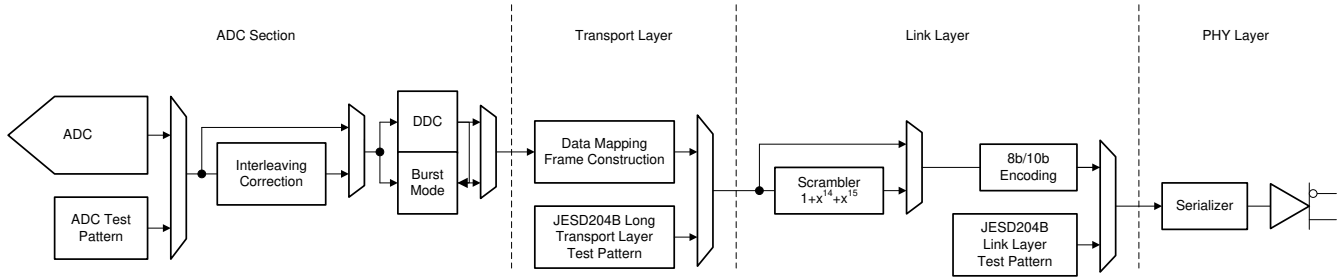 ADC Section
Transport Layer
Link Layer
PHY Layer
ADC
ADC Test
Pattern
Interleaving
Correction
DDC
Burst
Mode
Data Mapping
Frame Construction
JESD204B Long
Transport Layer
Test Pattern
Scrambler
1+x¹⁴+x¹⁵
8b/10b
Encoding
JESD204B
Link Layer
Test Pattern
Serializer